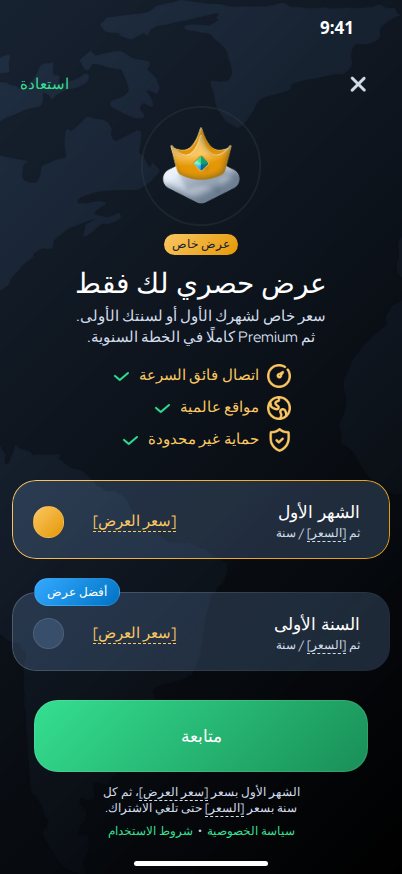 9:41
استعادة
عرض خاص
عرض حصري لك فقط
سعر خاص لشهرك الأول أو لسنتك الأولى.
ثم Premium كاملًا في الخطة السنوية.
اتصال فائق السرعة
مواقع عالمية
حماية غير محدودة
الشهر الأول
[سعر العرض]
ثم [السعر] / سنة
أفضل عرض
السنة الأولى
[سعر العرض]
ثم [السعر] / سنة
متابعة
الشهر الأول بسعر [سعر العرض]، ثم كل
سنة بسعر [السعر] حتى تلغي الاشتراك.
سياسة الخصوصية • شروط الاستخدام